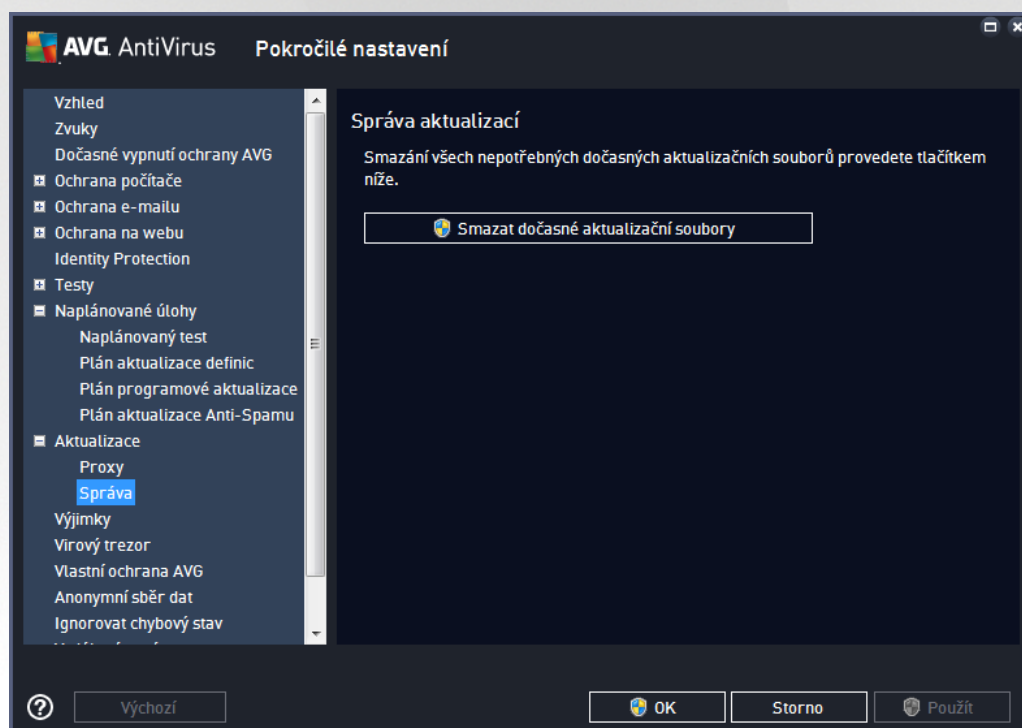 AVG. AntiVirus Pokročilé nastavení
Vzhled
Zvuky
Dočasné vypnutí ochrany AVG
Ochrana počítače
Ochrana e-mailu
Ochrana na webu
Identity Protection
Testy
Naplánované úlohy
Naplánovaný test
Plán aktualizace definic
Plán programové aktualizace
Plán aktualizace Anti-Spamu
Aktualizace
Proxy
Správa
Výjimky
Virový trezor
Vlastní ochrana AVG
Anonymní sběr dat
Ignorovat chybový stav
Správa aktualizací
Smazání všech nepotřebných dočasných aktualizačních souborů provedete tlačítkem
níže.
Smazat dočasné aktualizační soubory
Výchozí
OK
Storno
Použít